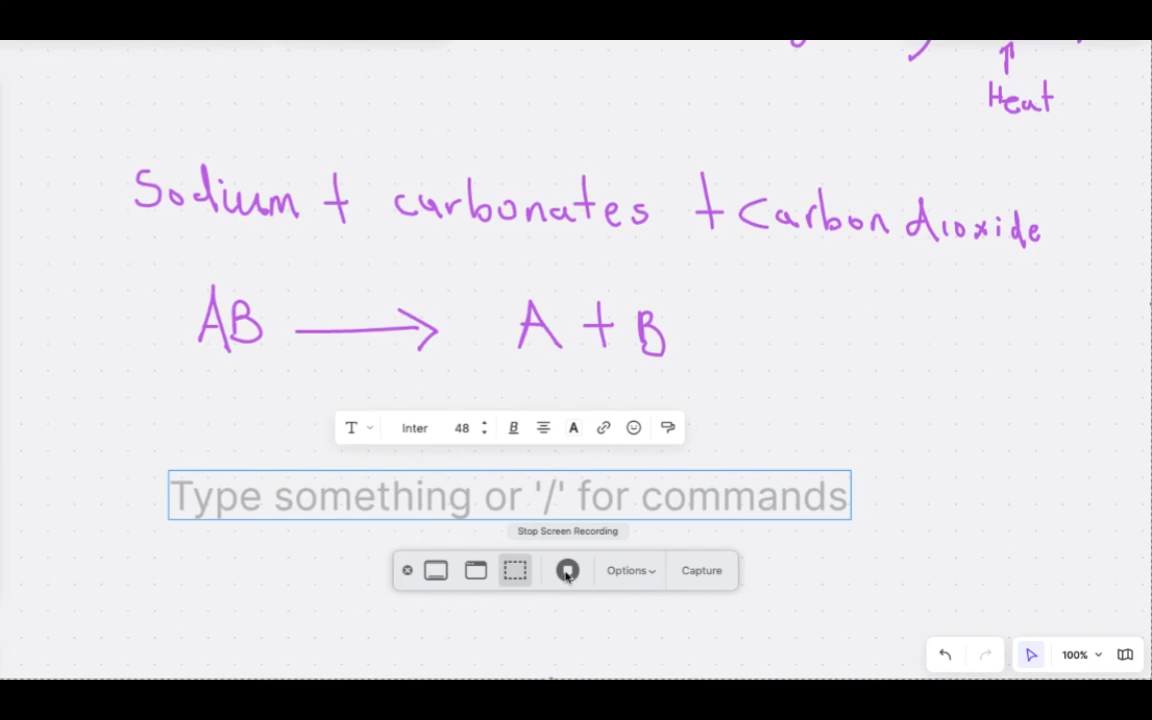 Heat
Sodium + carbonates + Carbon dioxide
AB → A + B
T Inter 48 B A
Type something or '/' for commands
Stop Screen Recording
Options Capture
100%